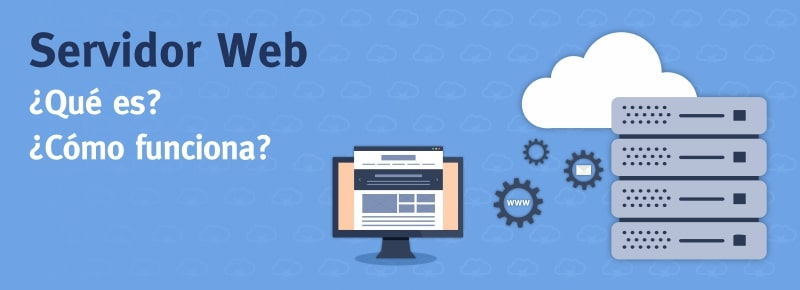 Servidor Web
¿Qué es?
¿Cómo funciona?
www